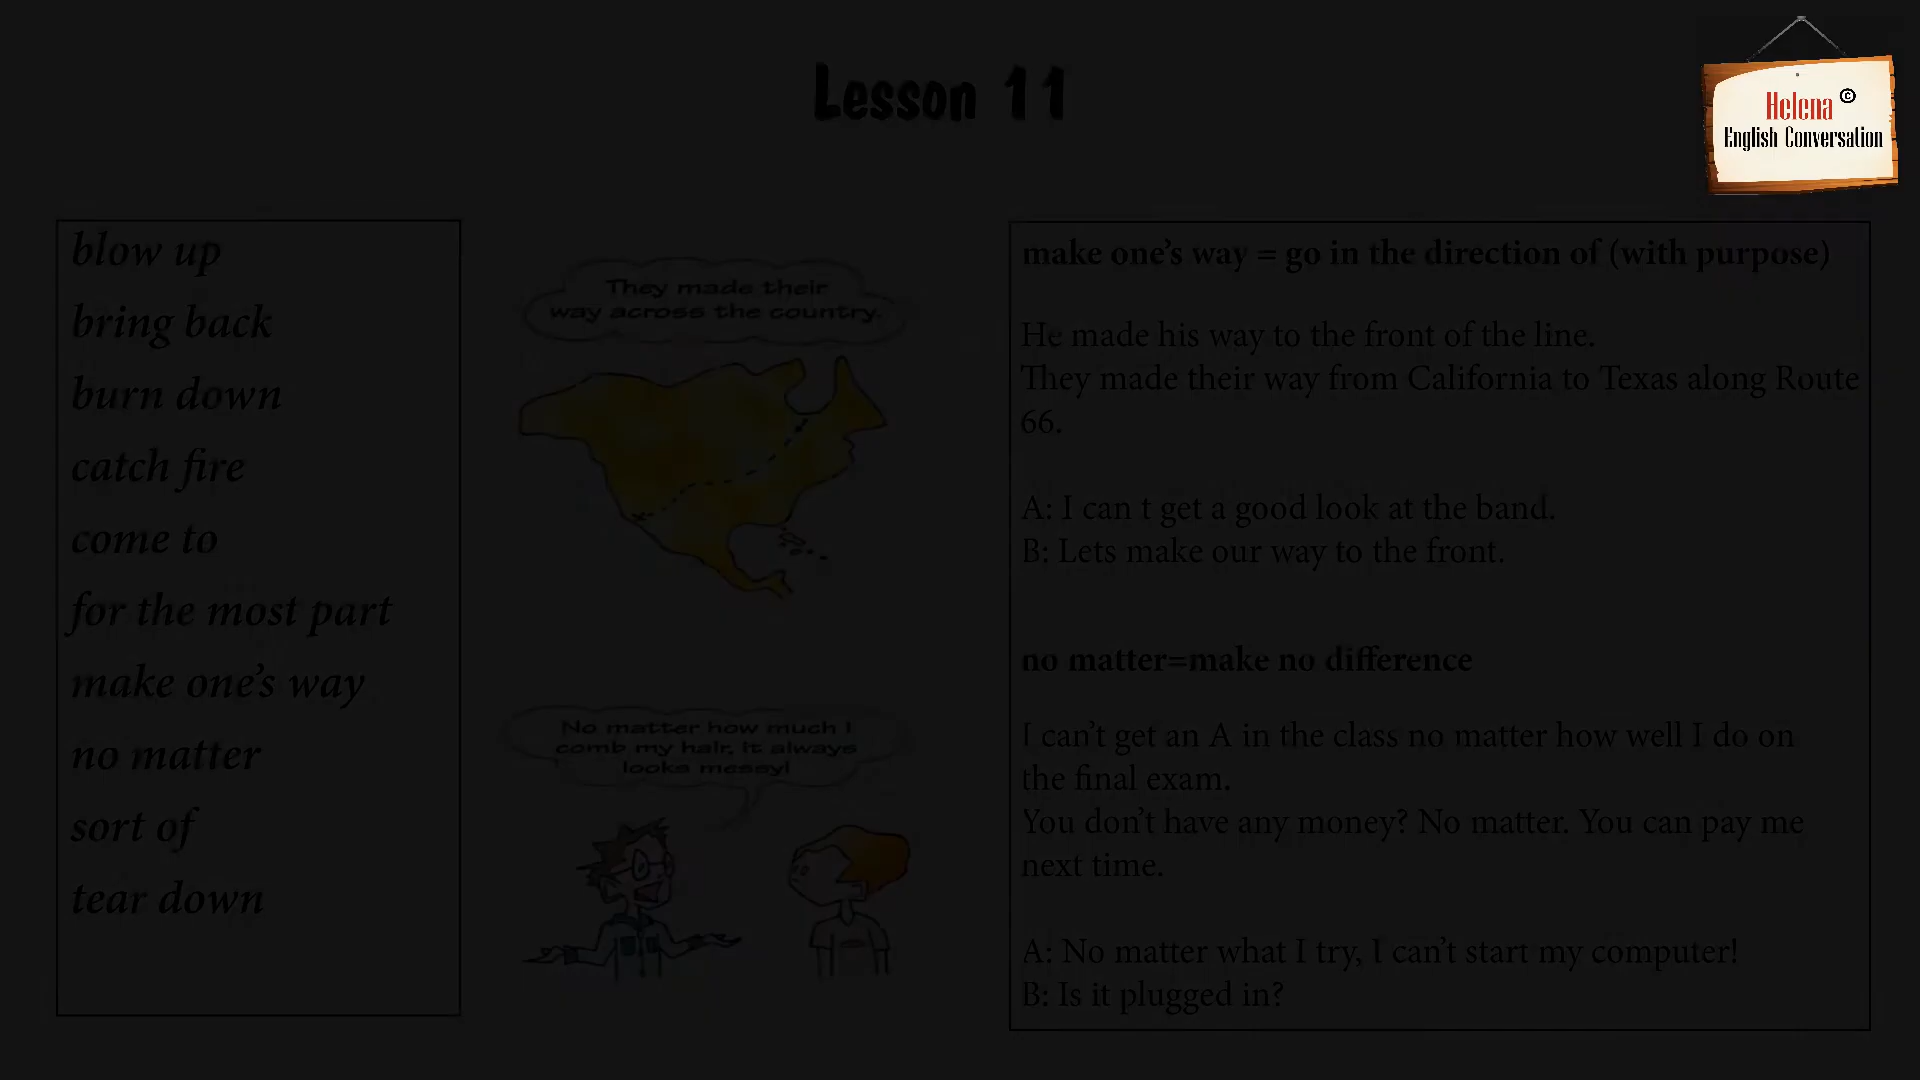 Lesson 11
Helena ©
English Conversation
blow up
bring back
burn down
catch fire
come to
for the most part
make one's way
no matter
sort of
tear down
They made their
way across the country.
No matter how much I
comb my hair, it always
looks messy!
make one's way = go in the direction of (with purpose)
He made his way to the front of the line.
They made their way from California to Texas along Route
66.
A: I can t get a good look at the band.
B: Lets make our way to the front.
no matter=make no difference
I can't get an A in the class no matter how well I do on
the final exam.
You don't have any money? No matter. You can pay me
next time.
A: No matter what I try, I can't start my computer!
B: Is it plugged in?